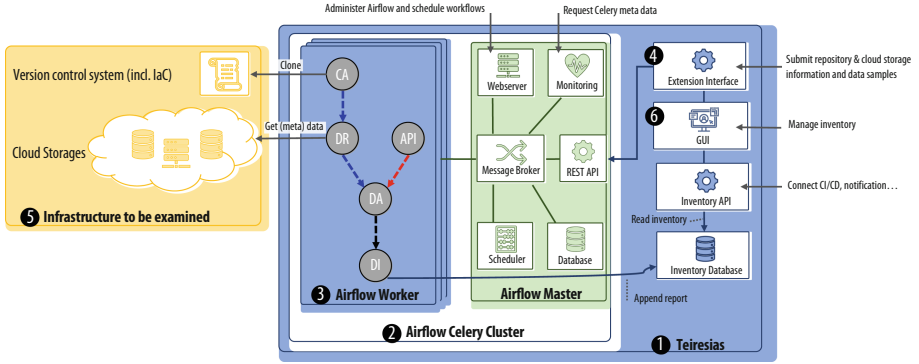 Administer Airflow and schedule workflows
Request Celery meta data
Version control system (incl. IaC)
Clone
CA
Webserver
Monitoring
4
Extension Interface
Submit repository & cloud storage
information and data samples
Get (meta) data
DR
API
6
GUI
Manage inventory
Cloud Storages
Message Broker
REST API
DA
Inventory API
Connect CI/CD, notification...
5 Infrastructure to be examined
Read inventory
DI
Scheduler
Database
Inventory Database
3 Airflow Worker
Airflow Master
Append report
2 Airflow Celery Cluster
1 Teiresias